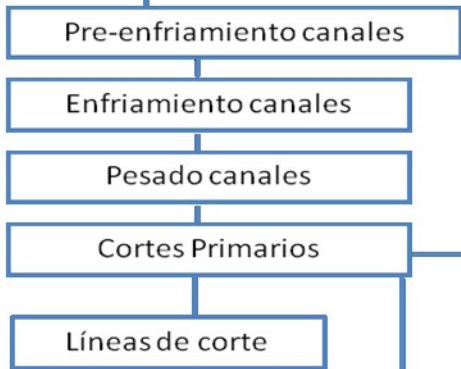 Pre-enfriamiento canales
Enfriamiento canales
Pesado canales
Cortes Primarios
Líneas de corte